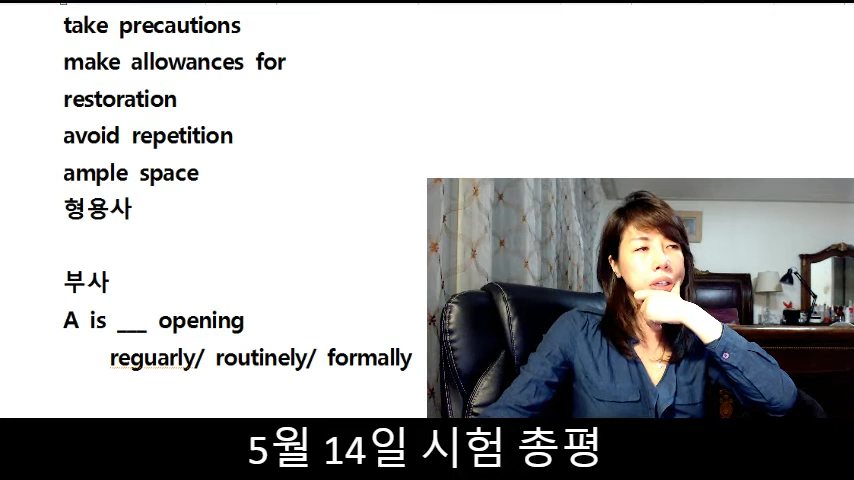 take precautions
make allowances for
restoration
avoid repetition
ample space
형용사
부사
A is ___ opening
reguarly/ routinely/ formally
5월 14일 시험 총평